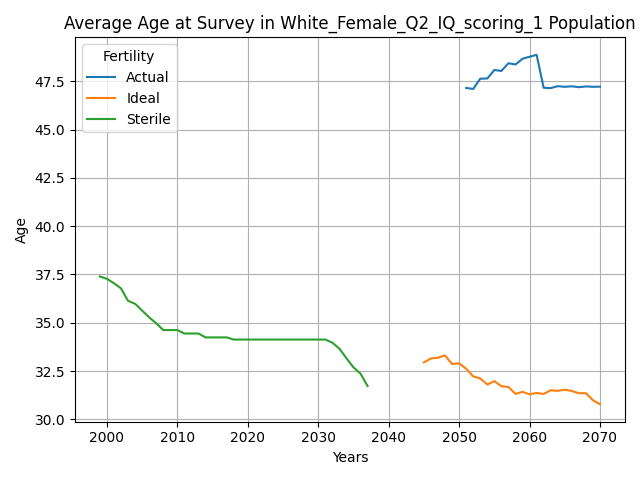 Average Age at Survey in White_Female_Q2_IQ_scoring_1 Population
Fertility
Actual
Ideal
Sterile
Age
47.5
45.0
42.5
40.0
37.5
35.0
32.5
30.0
2000 2010 2020 2030 2040 2050 2060 2070
Years